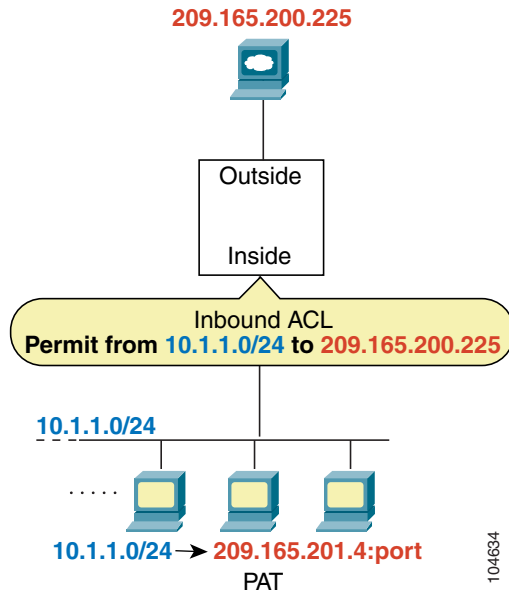 209.165.200.225
Outside
Inside
Inbound ACL
Permit from 10.1.1.0/24 to 209.165.200.225
10.1.1.0/24
10.1.1.0/24 → 209.165.201.4:port
PAT
104634